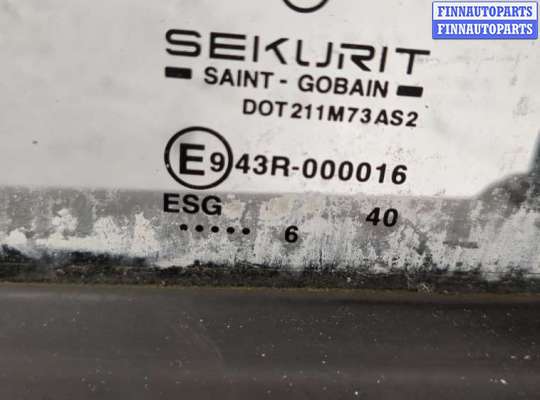 FINNAUTOPARTS
FINNAUTOPARTS
SEKURIT
SAINT - GOBAIN
DOT211M73AS2
E9 43R-000016
ESG 40
..... 6